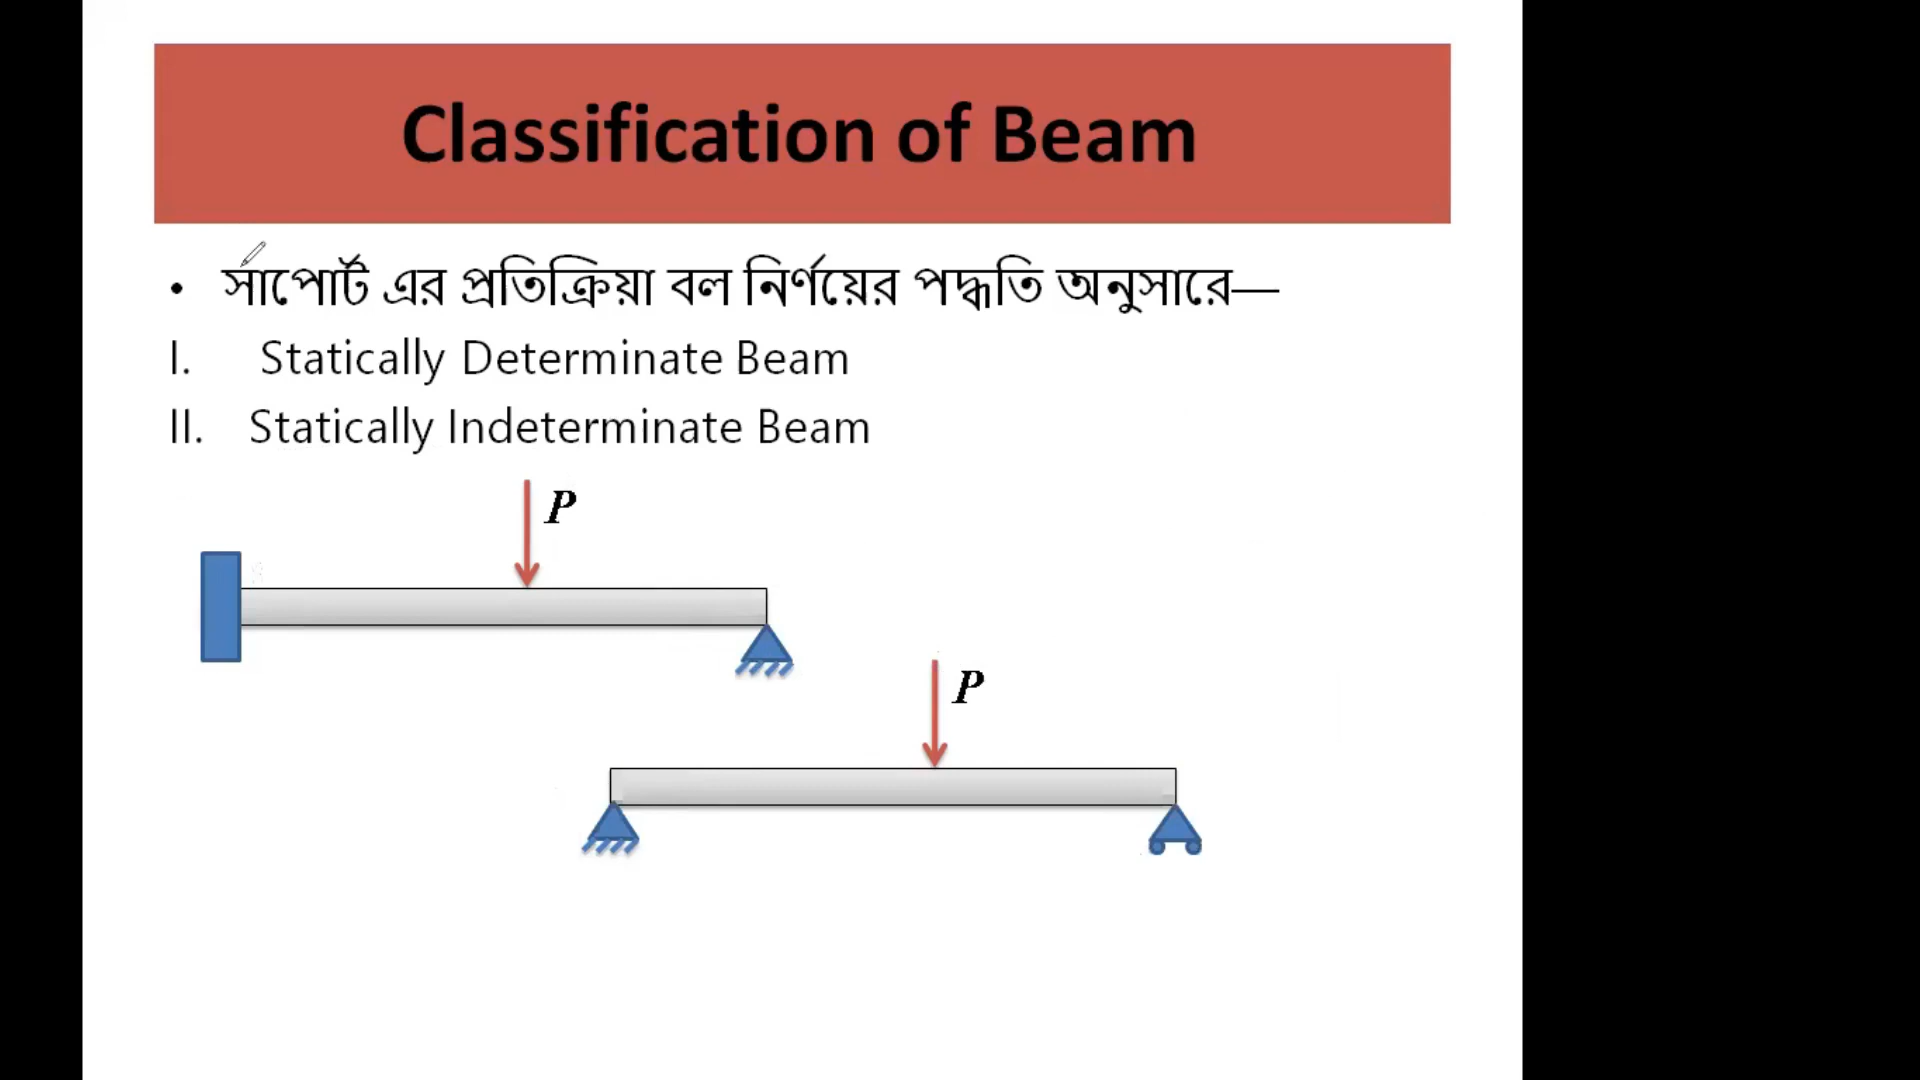 Classification of Beam
• সাপোর্ট এর প্রতিক্রিয়া বল নির্ণয়ের পদ্ধতি অনুসারে—
I. Statically Determinate Beam
II. Statically Indeterminate Beam
P
P